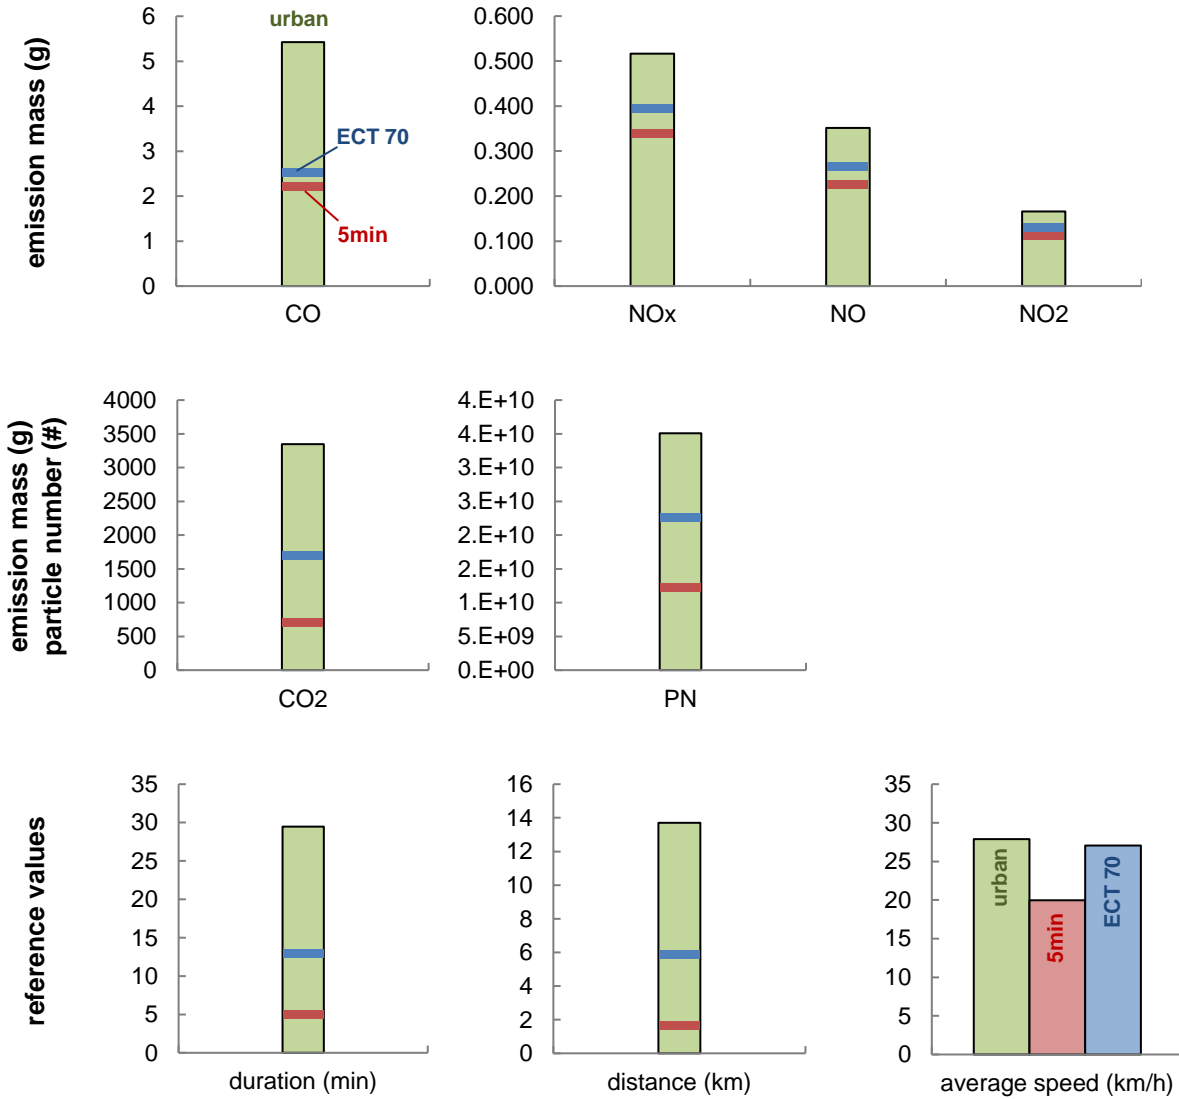 emission mass (g)
6
5
4
3
2
1
0
urban
ECT 70
5min
CO
0.600
0.500
0.400
0.300
0.200
0.100
0.000
NOx
NO
NO2
emission mass (g)
particle number (#)
4000
3500
3000
2500
2000
1500
1000
500
0
CO2
4.E+10
4.E+10
3.E+10
3.E+10
2.E+10
2.E+10
1.E+10
5.E+09
0.E+00
PN
reference values
35
30
25
20
15
10
5
0
duration (min)
16
14
12
10
8
6
4
2
0
distance (km)
35
30
25
20
15
10
5
0
urban
5min
ECT 70
average speed (km/h)